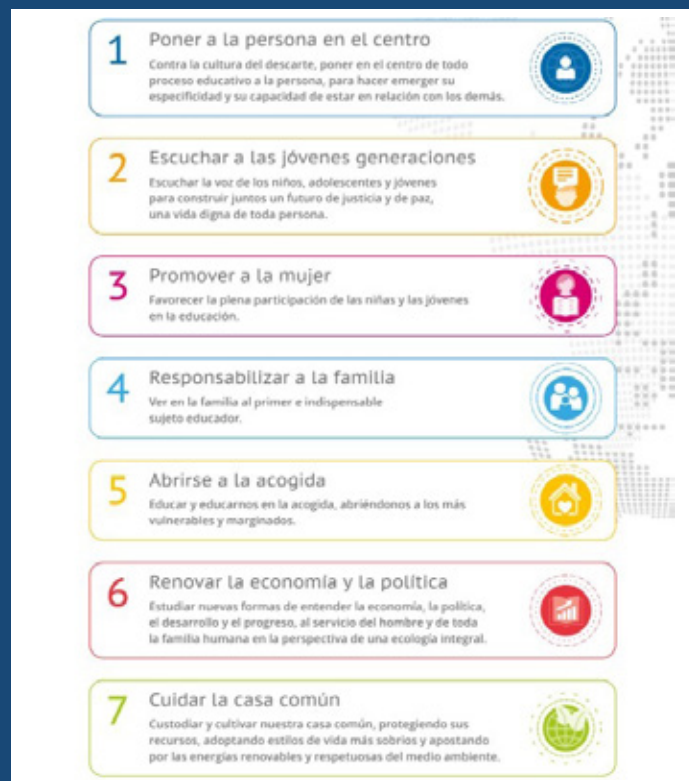 1
Poner a la persona en el centro
Contra la cultura del descarte, poner en el centro de todo
proceso educativo a la persona, para hacer emerger su
especificidad y su capacidad de estar en relación con los demás.
2
Escuchar a las jóvenes generaciones
Escuchar la voz de los niños, adolescentes y jóvenes
para construir juntos un futuro de justicia y de paz,
una vida digna de toda persona.
3
Promover a la mujer
Favorecer la plena participación de las niñas y las jóvenes
en la educación.
4
Responsabilizar a la familia
Ver en la familia al primer e indispensable
sujeto educador.
5
Abrirse a la acogida
Educar y educarnos en la acogida, abriéndonos a los más
vulnerables y marginados.
6
Renovar la economía y la política
Estudiar nuevas formas de entender la economía, la política,
el desarrollo y el progreso, al servicio del hombre y de toda
la familia humana en la perspectiva de una ecología integral.
7
Cuidar la casa común
Custodiar y cultivar nuestra casa común, protegiendo sus
recursos, adoptando estilos de vida más sobrios y apostando
por las energías renovables y respetuosas del medio ambiente.